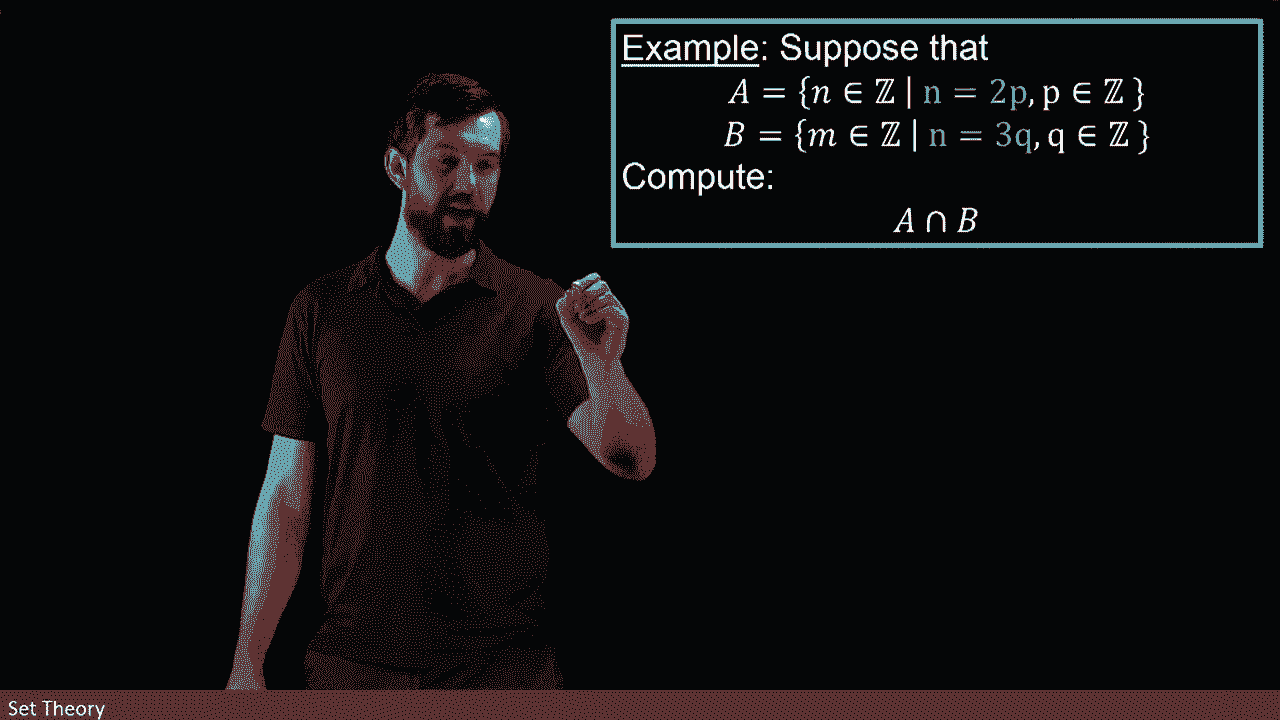 Example: Suppose that
A = {n ∈ ℤ | n = 2p, p ∈ ℤ }
B = {m ∈ ℤ | n = 3q, q ∈ ℤ }
Compute:
A ∩ B
Set Theory